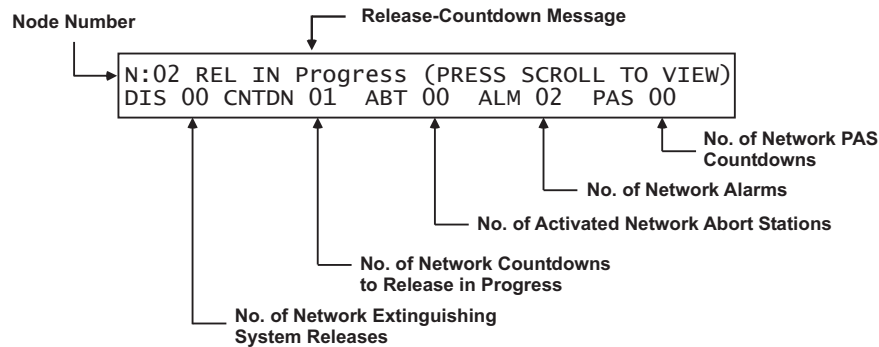 Node Number
Release-Countdown Message
N:02 REL IN Progress (PRESS SCROLL TO VIEW)
DIS 00 CNTDN 01 ABT 00 ALM 02 PAS 00
No. of Network PAS
Countdowns
No. of Network Alarms
No. of Activated Network Abort Stations
No. of Network Countdowns
to Release in Progress
No. of Network Extinguishing
System Releases